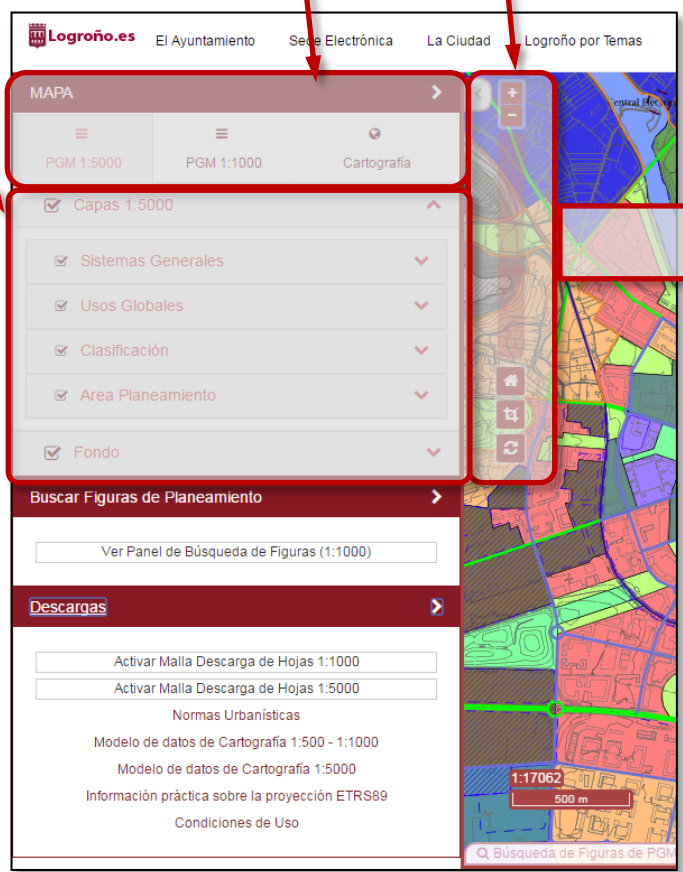 Logroño.es El Ayuntamiento Sede Electrónica La Ciudad Logroño por Temas
MAPA
PGM 1:5000 PGM 1:1000 Cartografía
Capas 1:5000
Sistemas Generales
Usos Globales
Clasificación
Area Planeamiento
Fondo
Buscar Figuras de Planeamiento
Ver Panel de Búsqueda de Figuras (1:1000)
Descargas
Activar Malla Descarga de Hojas 1:1000
Activar Malla Descarga de Hojas 1:5000
Normas Urbanísticas
Modelo de datos de Cartografía 1:500 - 1:1000
Modelo de datos de Cartografía 1:5000
Información práctica sobre la proyección ETRS89
Condiciones de Uso
+
−
Central
1:17062
500 m
Búsqueda de Figuras de PGM